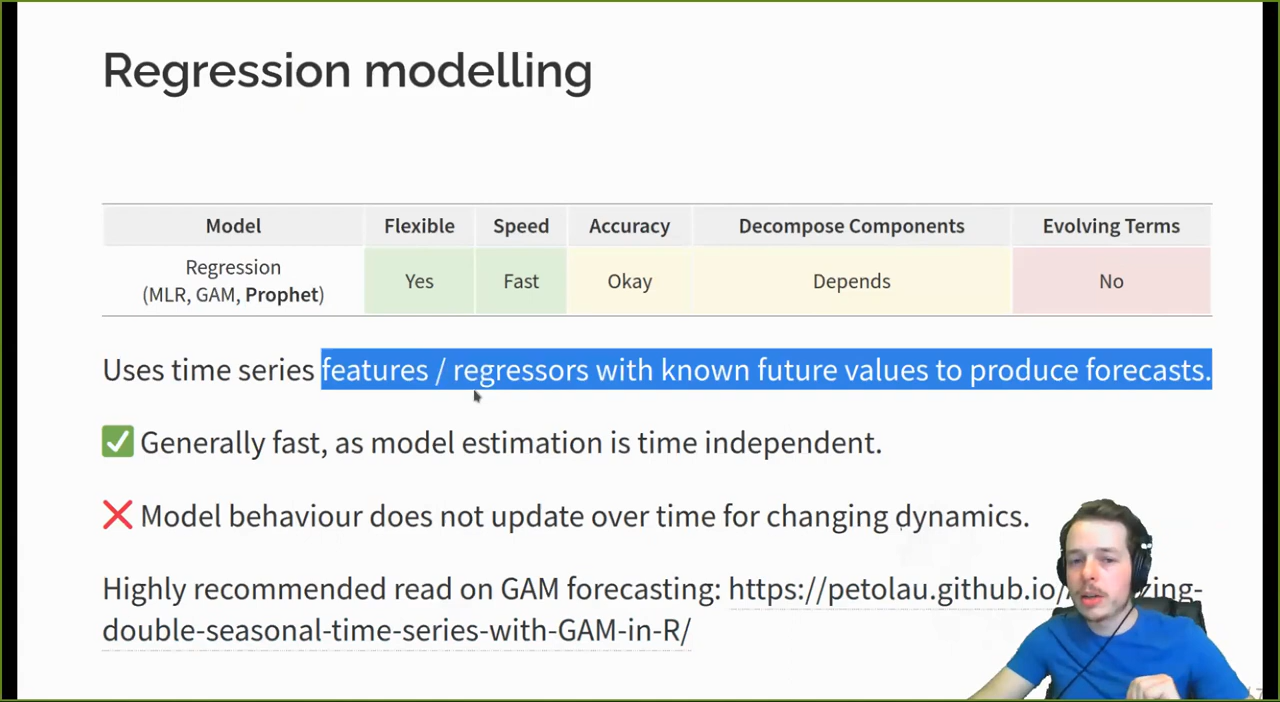 Regression modelling
Model Flexible Speed Accuracy Decompose Components Evolving Terms
Regression
(MLR, GAM, Prophet) Yes Fast Okay Depends No
Uses time series features / regressors with known future values to produce forecasts.
✅ Generally fast, as model estimation is time independent.
❌ Model behaviour does not update over time for changing dynamics.
Highly recommended read on GAM forecasting: https://petolau.github.io/ zing-
double-seasonal-time-series-with-GAM-in-R/